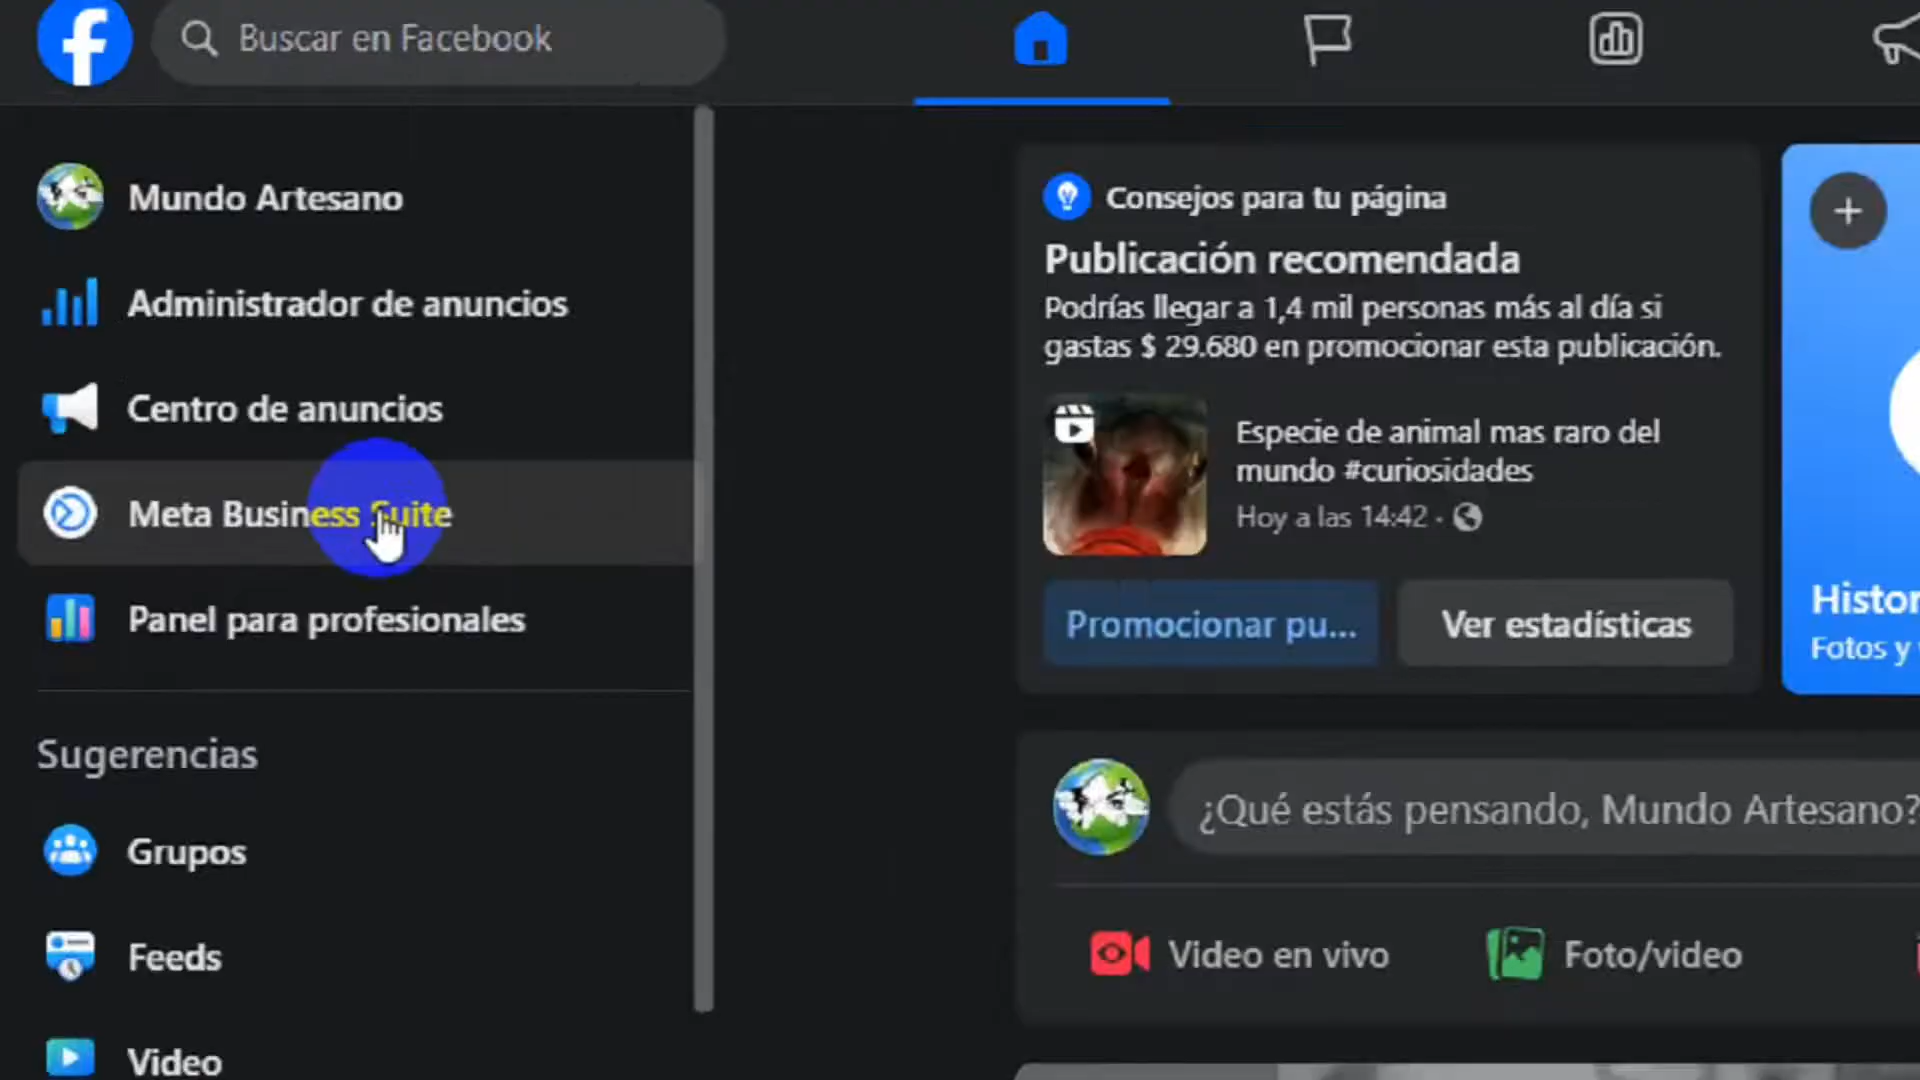 Buscar en Facebook
Mundo Artesano
Administrador de anuncios
Centro de anuncios
Meta Business Suite
Panel para profesionales
Sugerencias
Grupos
Feeds
Video
Consejos para tu página
Publicación recomendada
Podrías llegar a 1,4 mil personas más al día si
gastas $ 29.680 en promocionar esta publicación.
Especie de animal mas raro del
mundo #curiosidades
Hoy a las 14:42 ·
Promocionar pu...
Ver estadísticas
Fotos y
¿Qué estás pensando, Mundo Artesano?
Video en vivo
Foto/video